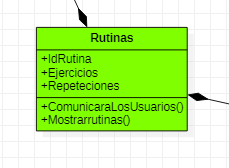 Rutinas
+IdRutina
+Ejercicios
+Repeteciones
+ComunicaraLosUsuarios()
+Mostrarrutinas()